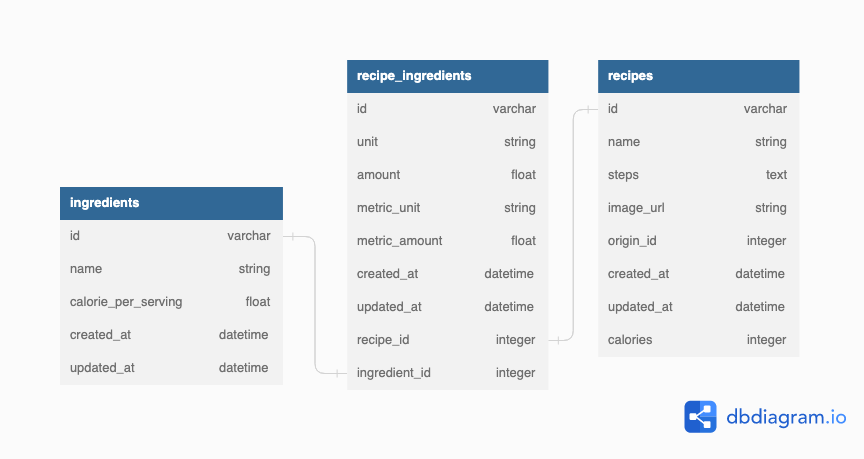 ingredients
id varchar
name string
calorie_per_serving float
created_at datetime
updated_at datetime
recipe_ingredients
id varchar
unit string
amount float
metric_unit string
metric_amount float
created_at datetime
updated_at datetime
recipe_id integer
ingredient_id integer
recipes
id varchar
name string
steps text
image_url string
origin_id integer
created_at datetime
updated_at datetime
calories integer
dbdiagram.io